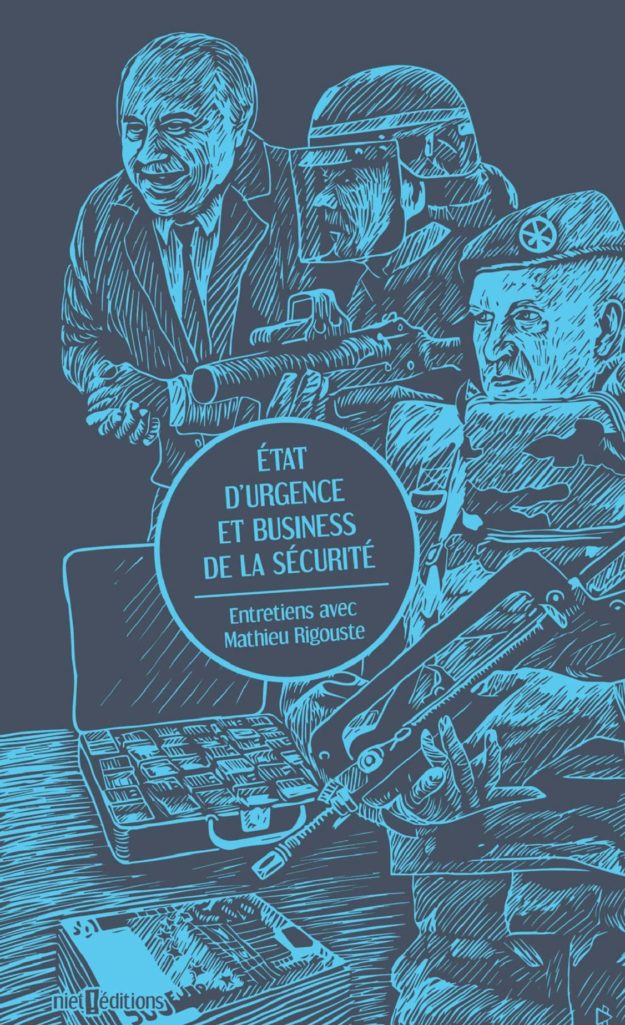 ÉTAT
D'URGENCE
ET BUSINESS
DE LA SÉCURITÉ
Entretiens avec
Mathieu Rigouste
niet!éditions